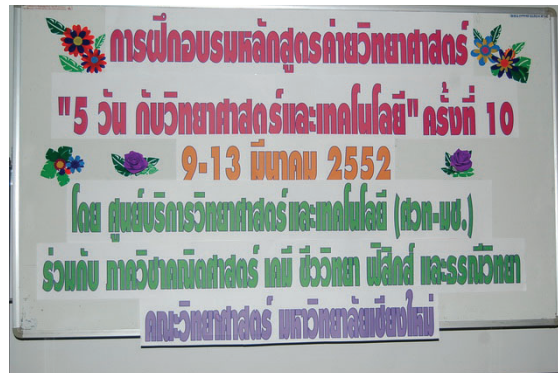 การฝึกอบรมหลักสูตรค่ายวิทยาศาสตร์
"5 วัน กับวิทยาศาสตร์และเทคโนโลยี" ครั้งที่ 10
9-13 มีนาคม 2552
โดย ศูนย์บริการวิทยาศาสตร์และเทคโนโลยี (ศวท-มช.)
ร่วมกับ ภาควิชาคณิตศาสตร์ เคมี ชีววิทยา ฟิสิกส์ และธรณีวิทยา
คณะวิทยาศาสตร์ มหาวิทยาลัยเชียงใหม่